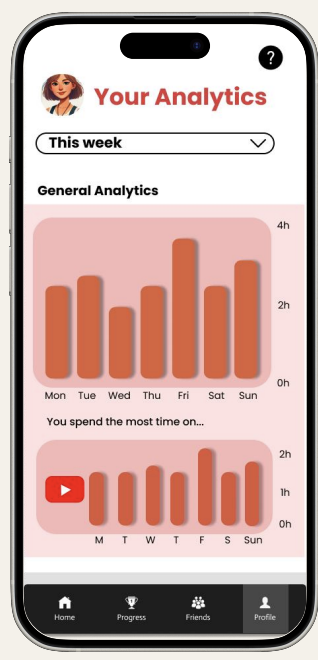 ?
Your Analytics
This week
General Analytics
4h
2h
0h
Mon Tue Wed Thu Fri Sat Sun
You spend the most time on...
2h
1h
0h
M T W T F S Sun
Home Progress Friends Profile